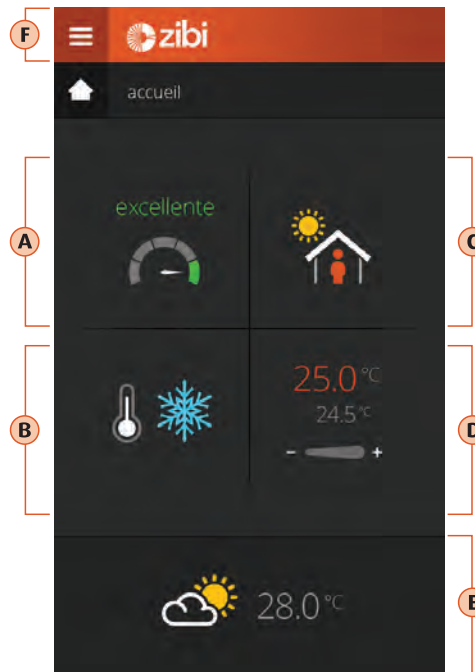 F
zibi
accueil
A
excellente
C
B
25.0 °C
24.5 °C
- +
D
E
28.0 °C